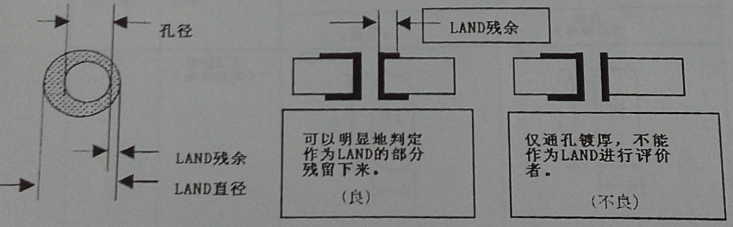 孔径
LAND残余
LAND残余
LAND直径
可以明显地判定
作为LAND的部分
残留下来。
(良)
仅通孔镀厚，不能
作为LAND进行评价
者。
(不良)